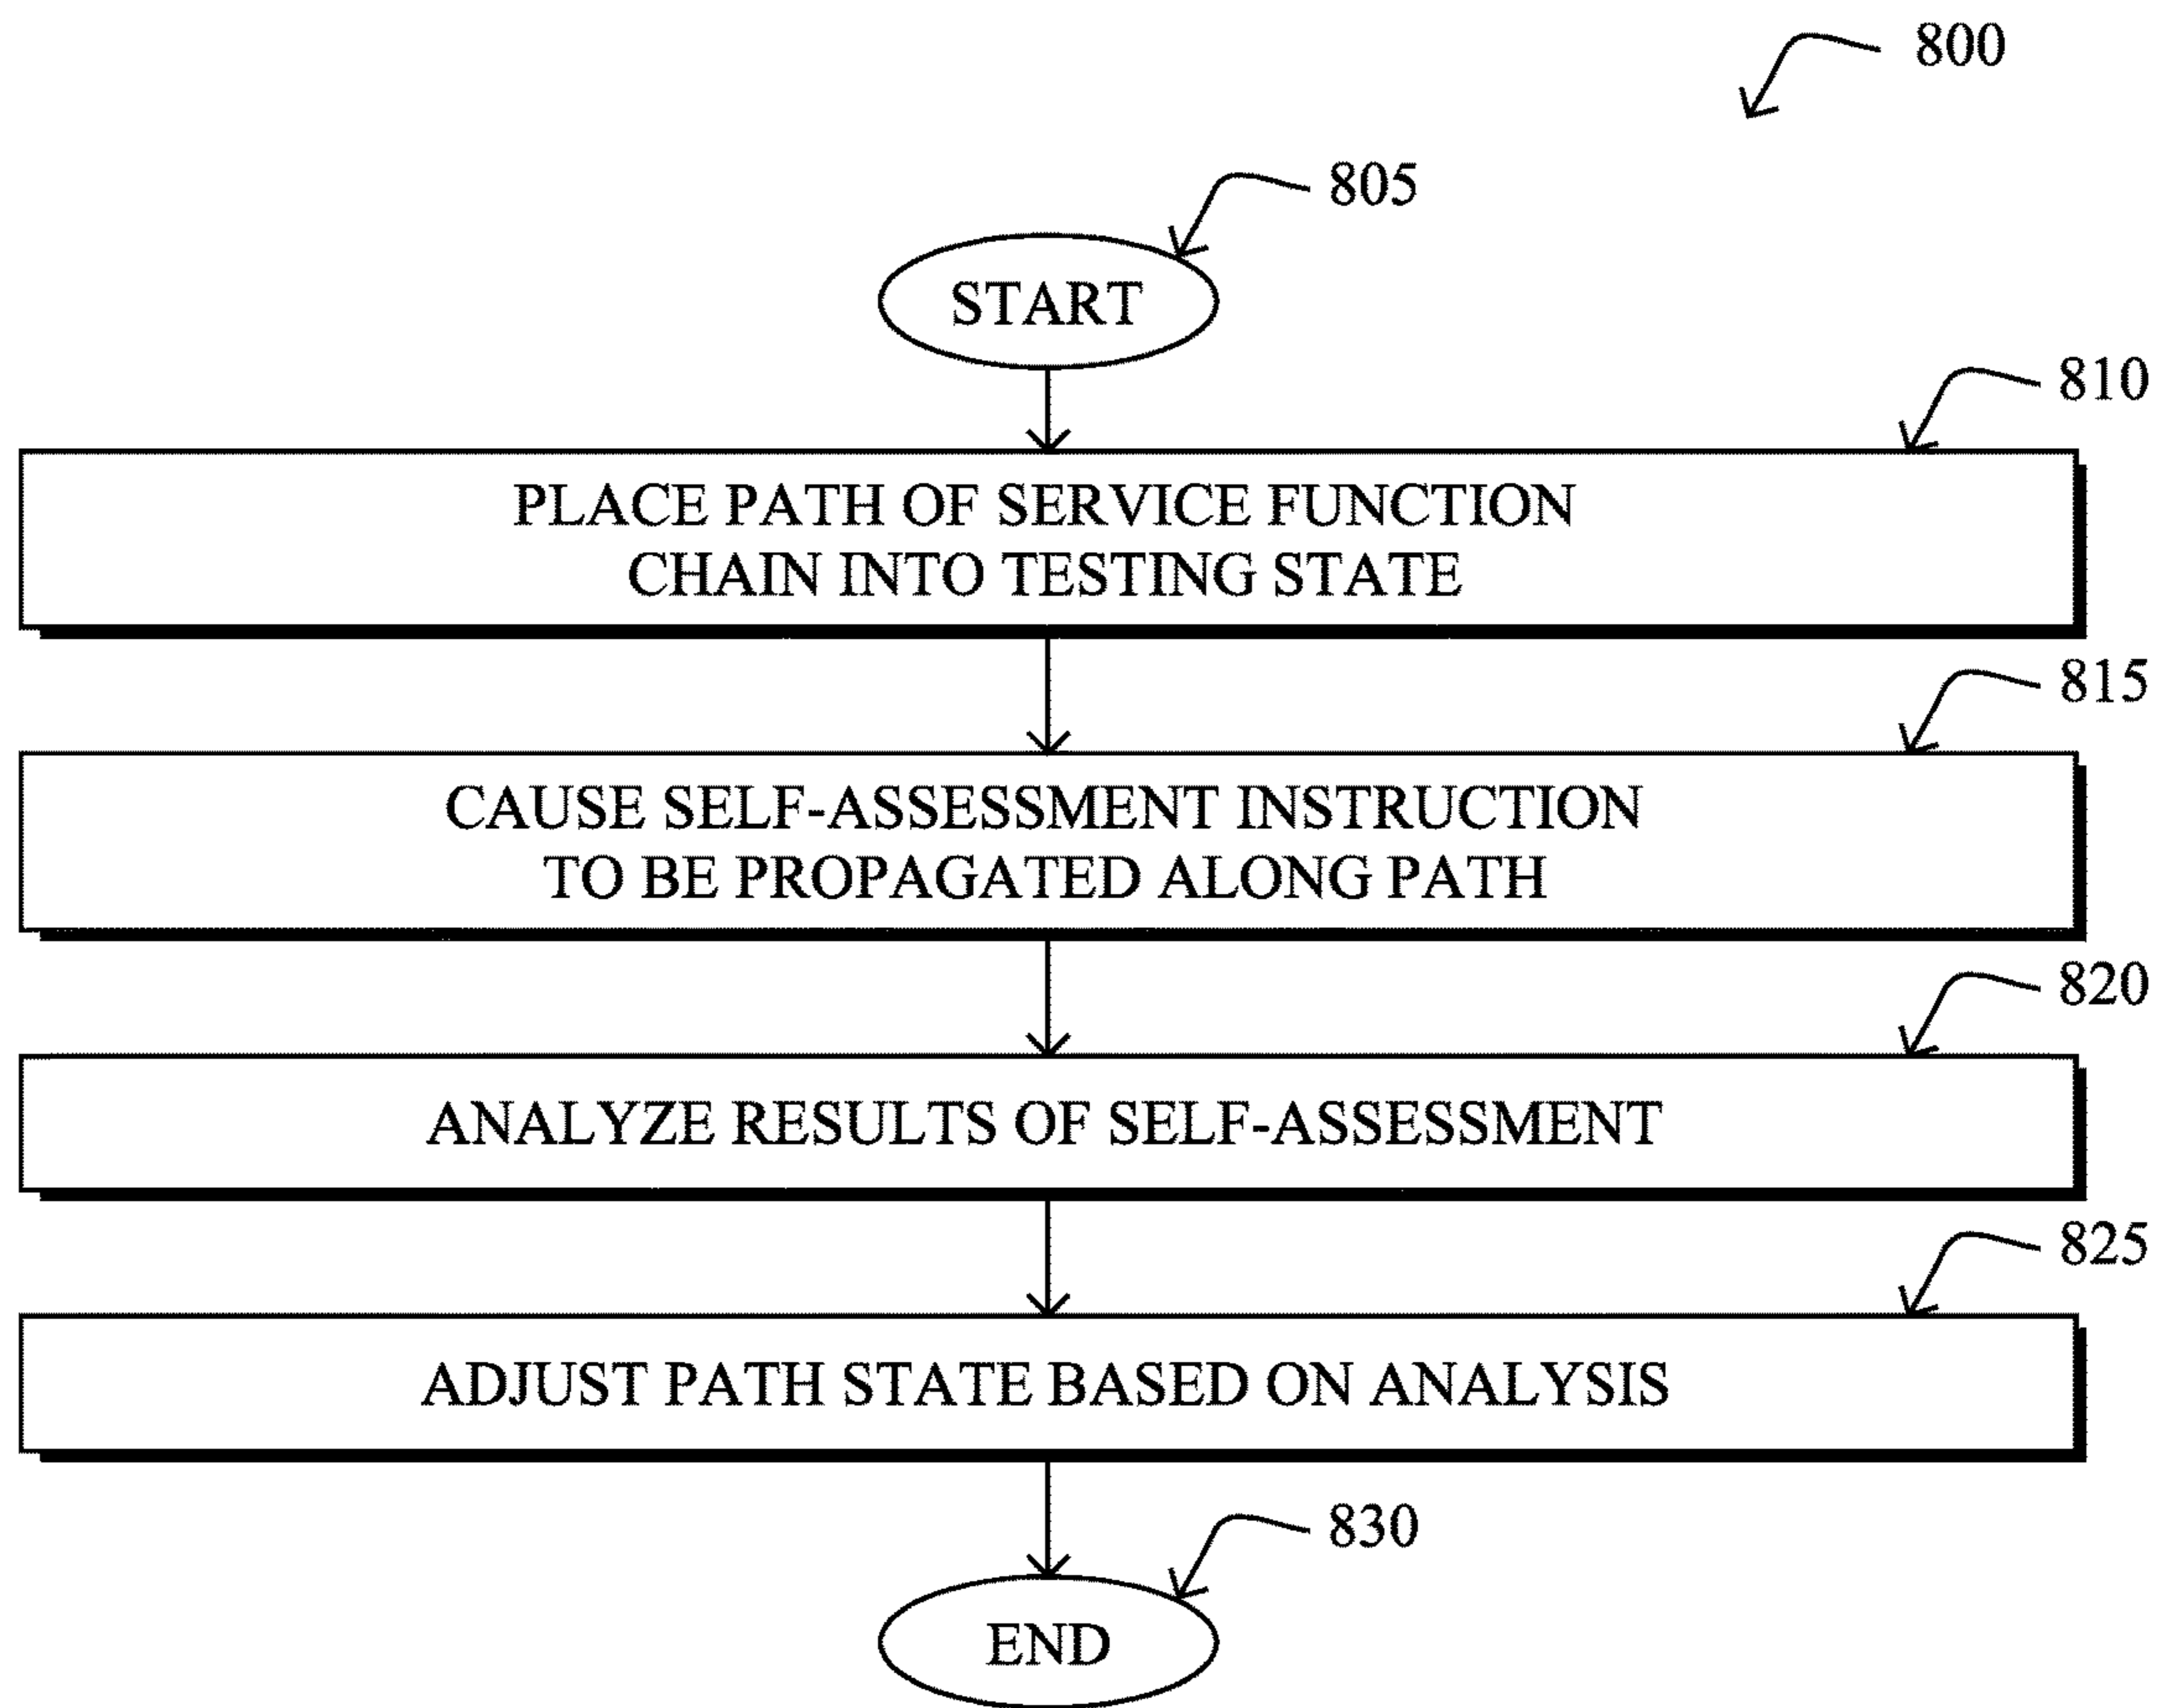 800
805
START
810
PLACE PATH OF SERVICE FUNCTION
CHAIN INTO TESTING STATE
815
CAUSE SELF-ASSESSMENT INSTRUCTION
TO BE PROPAGATED ALONG PATH
820
ANALYZE RESULTS OF SELF-ASSESSMENT
825
ADJUST PATH STATE BASED ON ANALYSIS
830
END